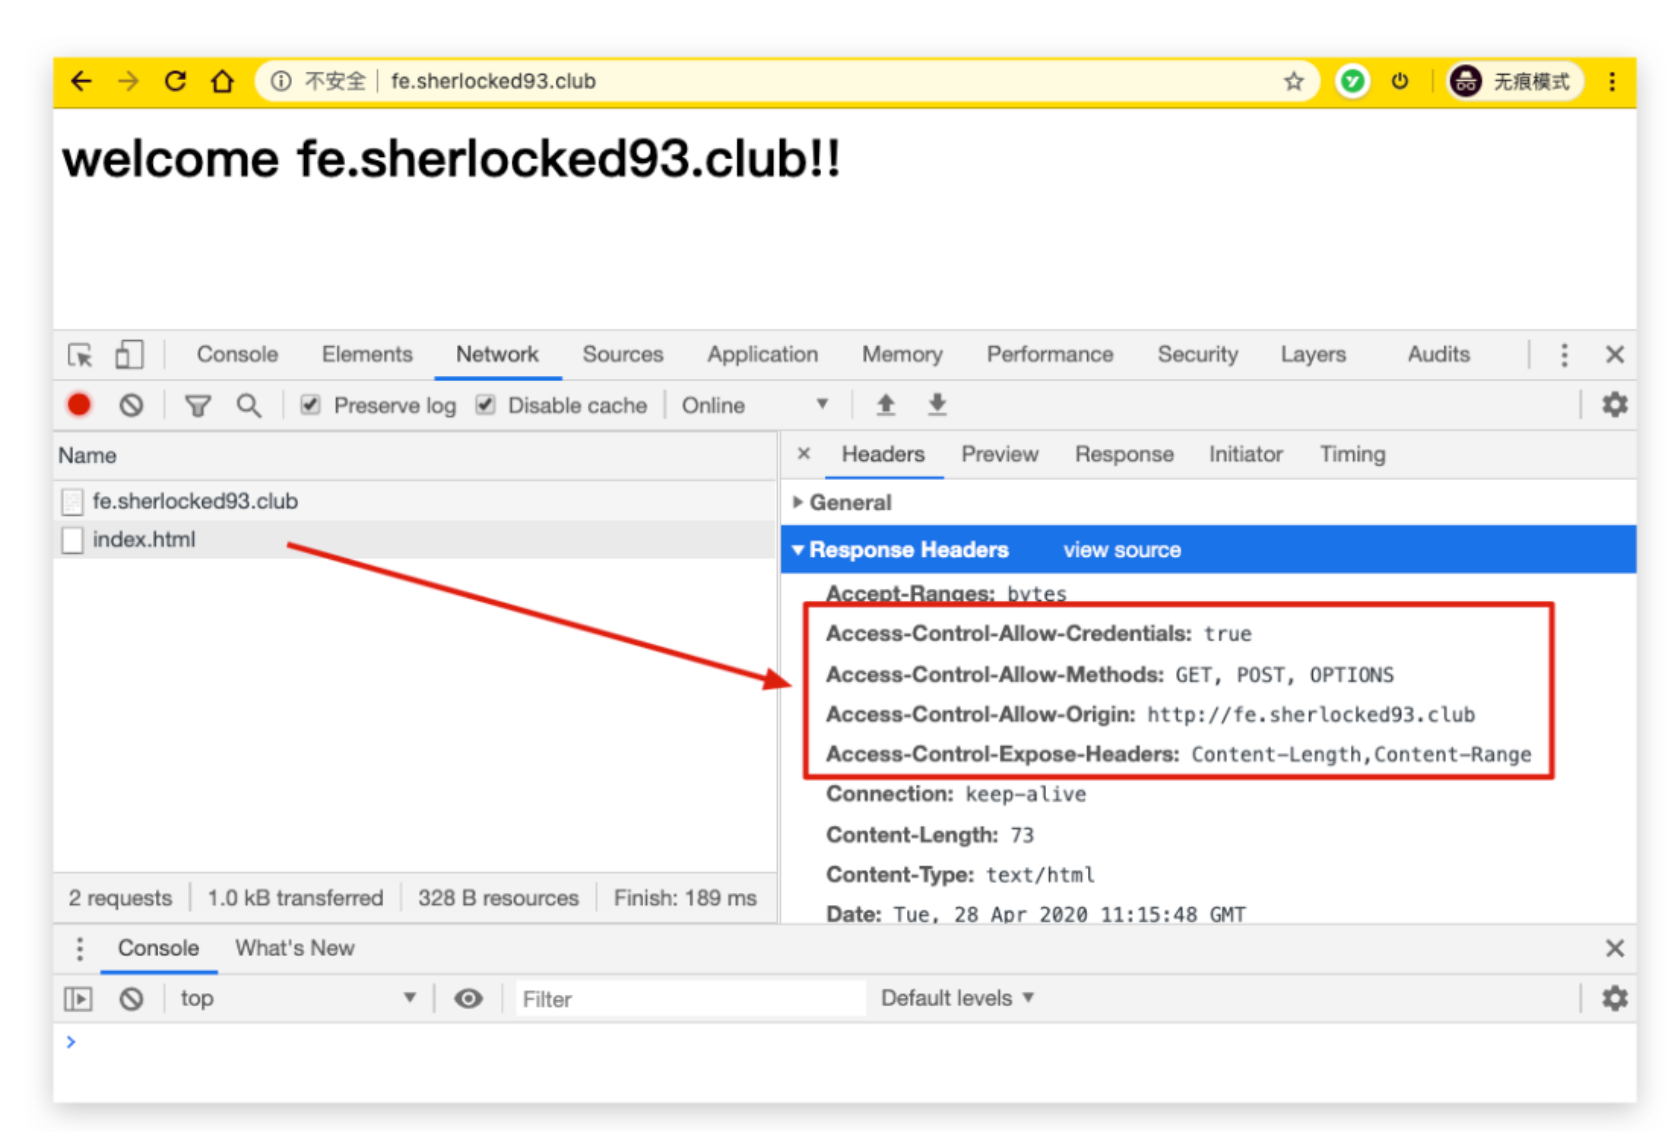 不安全 fe.sherlocked93.club 无痕模式
welcome fe.sherlocked93.club!!
Console Elements Network Sources Application Memory Performance Security Layers Audits
Preserve log Disable cache Online
Name
Headers Preview Response Initiator Timing
fe.sherlocked93.club
index.html
General
Response Headers view source
Accept-Ranges: bytes
Access-Control-Allow-Credentials: true
Access-Control-Allow-Methods: GET, POST, OPTIONS
Access-Control-Allow-Origin: http://fe.sherlocked93.club
Access-Control-Expose-Headers: Content-Length,Content-Range
Connection: keep-alive
Content-Length: 73
Content-Type: text/html
Date: Tue, 28 Apr 2020 11:15:48 GMT
2 requests 1.0 kB transferred 328 B resources Finish: 189 ms
Console What's New
top Filter Default levels